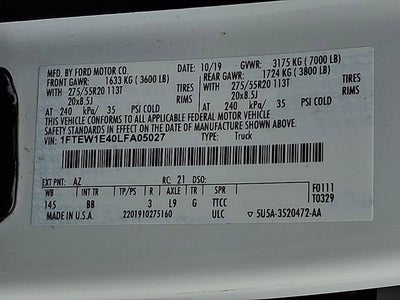 MFD. BY FORD MOTOR CO. 10/19 GVWR: 3175 KG (7000 LB)
FRONT GAWR: 1633 KG (3600 LB) REAR GAWR: 1724 KG (3800 LB)
WITH WITH
275/55R20 113T TIRES 275/55R20 113T TIRES
20x8.5J RIMS 20x8.5J RIMS
AT 240 kPa/ 35 PSI COLD AT 240 kPa/ 35 PSI COLD
THIS VEHICLE CONFORMS TO ALL APPLICABLE FEDERAL MOTOR VEHICLE
SAFETY STANDARDS IN EFFECT ON THE DATE OF MANUFACTURE SHOWN ABOVE.
VIN: 1FTEW1E40LFA05027 TYPE: Truck
EXT PNT: AZ RC: 21 DSO: F0111
WB INT TR TP/PS R AXLE TR SPR T0329
145 BB 3 L9 G TTCC
MADE IN U.S.A. 2201910275160 ULC 5U5A-3520472-AA